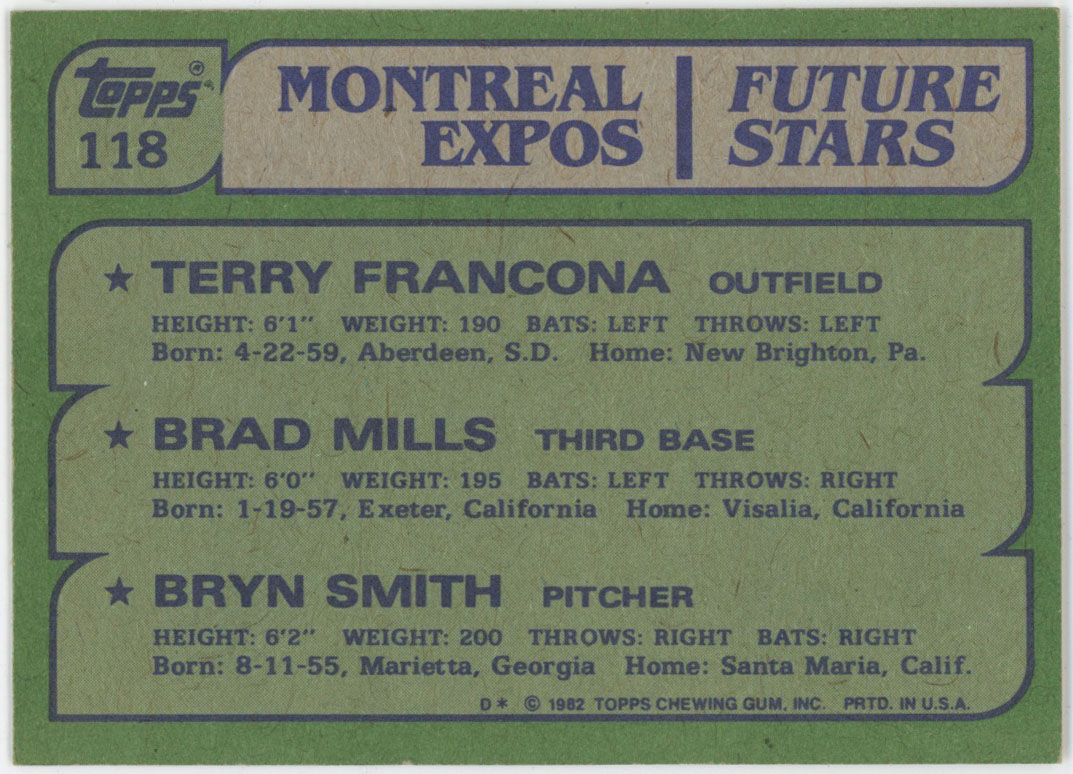 Topps®
118
MONTREAL EXPOS | FUTURE STARS
★ TERRY FRANCONA OUTFIELD
HEIGHT: 6'1" WEIGHT: 190 BATS: LEFT THROWS: LEFT
Born: 4-22-59, Aberdeen, S.D. Home: New Brighton, Pa.
★ BRAD MILLS THIRD BASE
HEIGHT: 6'0" WEIGHT: 195 BATS: LEFT THROWS: RIGHT
Born: 1-19-57, Exeter, California Home: Visalia, California
★ BRYN SMITH PITCHER
HEIGHT: 6'2" WEIGHT: 200 THROWS: RIGHT BATS: RIGHT
Born: 8-11-55, Marietta, Georgia Home: Santa Maria, Calif.
D* © 1982 TOPPS CHEWING GUM, INC. PRTD. IN U.S.A.